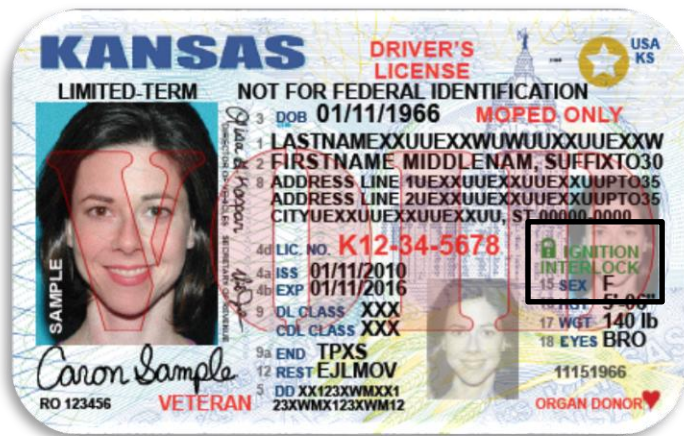 KANSAS
DRIVER'S
LICENSE
USA
KS
LIMITED-TERM NOT FOR FEDERAL IDENTIFICATION
3 DOB 01/11/1966 MOPED ONLY
1 LASTNAMEXXUUEXXWUWUUXXUUEXXW
2 FIRSTNAME MIDDLENAM, SUFFIXTO30
8 ADDRESS LINE 1UEXXUUEXXUUEXXUUPTO35
ADDRESS LINE 2UEXXUUEXXUUEXXUUPTO35
CITYUEXXUUEXXUUEXXUU, ST 00000-0000
4d LIC. NO. K12-34-5678
IGNITION
INTERLOCK
4a ISS 01/11/2010
4b EXP 01/11/2016
15 SEX F
16 HGT 5'-06"
9 DL CLASS XXX
17 WGT 140 lb
CDL CLASS XXX
18 EYES BRO
9a END TPXS
12 REST EJLMOV
11151966
5 DD XX123XWMXX1
23XWMX123XWM12
SAMPLE
Caron Sample
RO 123456
VETERAN
ORGAN DONOR
VOID